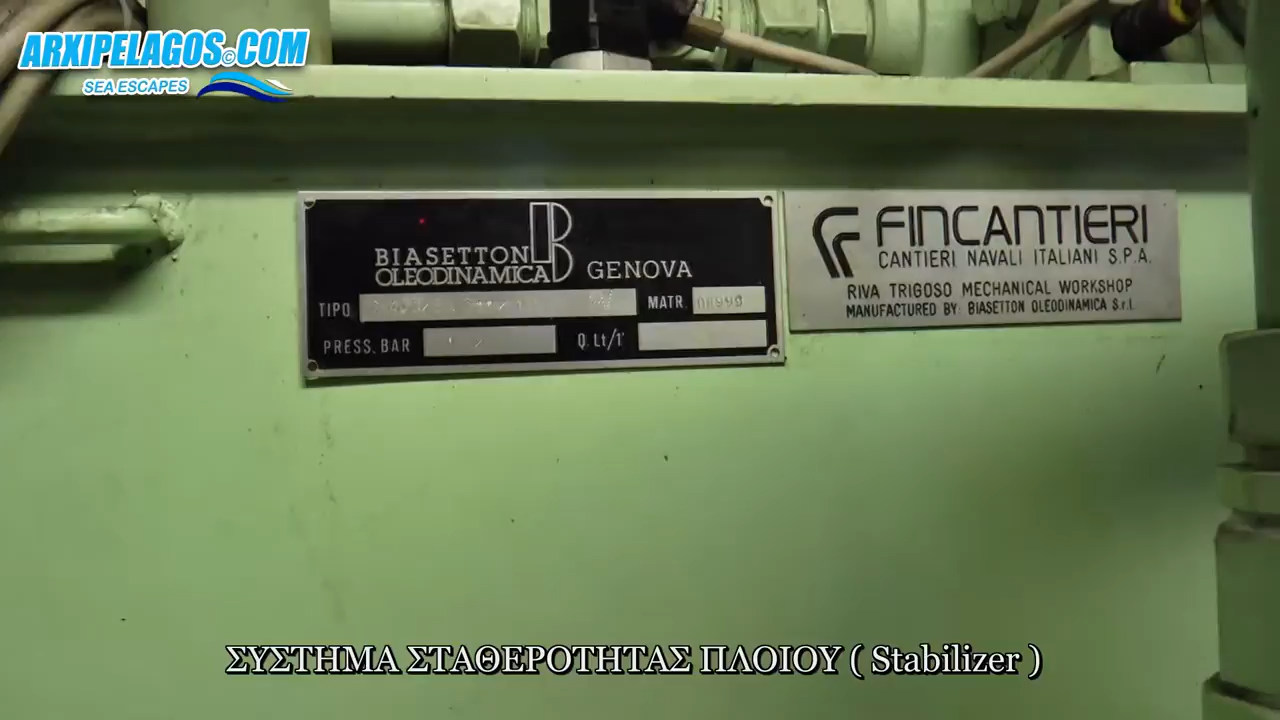 ARXIPELAGOS©.COM
SEA ESCAPES
BIASETTON
OLEODINAMICA
B
GENOVA
TIPO
MATR.
PRESS. BAR
Q. Lt/1'
FINCANTIERI
CANTIERI NAVALI ITALIANI S.P.A.
RIVA TRIGOSO MECHANICAL WORKSHOP
MANUFACTURED BY: BIASETTON OLEODINAMICA S.r.l.
ΣΥΣΤΗΜΑ ΣΤΑΘΕΡΟΤΗΤΑΣ ΠΛΟΙΟΥ ( Stabilizer )